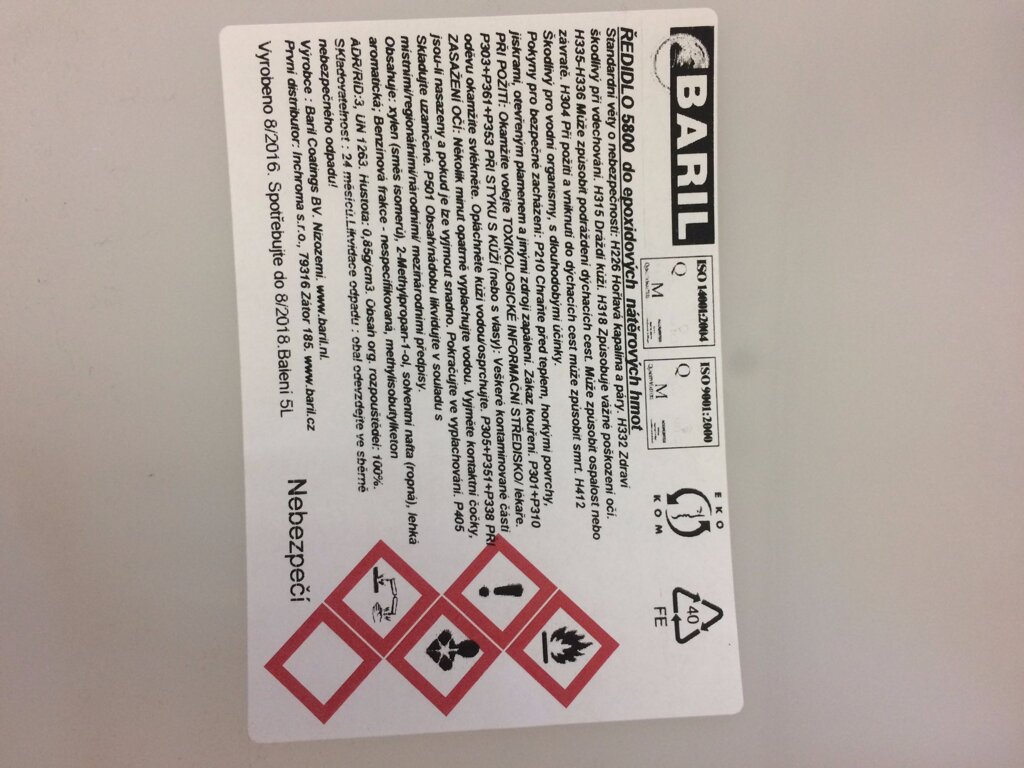 BARIL
ISO 14001:2004
Q M
ISO 9001:2000
Q M
EKO
KOM
40
FE
ŘEDIDLO 5800 do epoxidových nátěrových hmot
Standardní věty o nebezpečnosti: H226 Hořlavá kapalina a páry. H332 Zdraví
škodlivý při vdechování. H315 Dráždí kůži. H318 Způsobuje vážné poškození očí.
H335-H336 Může způsobit podráždění dýchacích cest. Může způsobit ospalost nebo
závratě. H304 Při požití a vniknutí do dýchacích cest může způsobit smrt. H412
Škodlivý pro vodní organismy, s dlouhodobými účinky.
Pokyny pro bezpečné zacházení: P210 Chraňte před teplem, horkými povrchy,
jiskrami, otevřeným plamenem a jinými zdroji zapálení. Zákaz kouření. P301+P310
PŘI POŽITÍ: Okamžitě volejte TOXIKOLOGICKÉ INFORMAČNÍ STŘEDISKO/ lékaře.
P303+P361+P353 PŘI STYKU S KŮŽÍ (nebo s vlasy): Veškeré kontaminované části
oděvu okamžitě svlékněte. Opláchněte kůži vodou/osprchujte. P305+P351+P338 PŘI
ZASAŽENÍ OČÍ: Několik minut opatrně vyplachujte vodou. Vyjměte kontaktní čočky,
jsou-li nasazeny a pokud je lze vyjmout snadno. Pokračujte ve vyplachování. P405
Skladujte uzamčené. P501 Obsah/nádobu likvidujte v souladu s
místními/regionálními/národními/ mezinárodními předpisy.
Obsahuje: xylen (směs isomerů), 2-Methylpropan-1-ol, solventní nafta (ropná), lehká
aromatická; Benzinová frakce - nespecifikovaná, methylisobutylketon
ADR/RID:3, UN 1263. Hustota: 0,85g/cm3. Obsah org. rozpouštědel: 100%.
Skladovatelnost : 24 měsíců.Likvidace odpadu : obal odevzdejte ve sběrně
nebezpečného odpadu!
Výrobce : Baril Coatings BV. Nizozemí. www.baril.nl.
První distributor: Inchroma s.r.o., 79316 Zátor 185. www.baril.cz
Vyrobeno 8/2016. Spotřebujte do 8/2018.Balení 5L
Nebezpečí